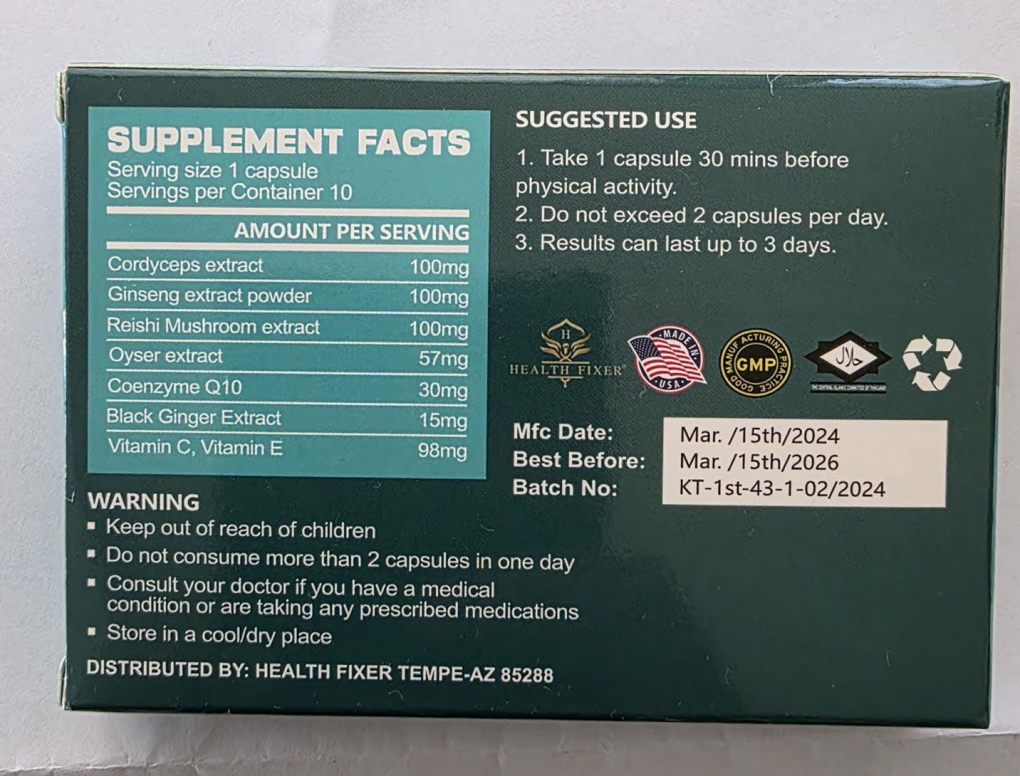 SUPPLEMENT FACTS
Serving size 1 capsule
Servings per Container 10
AMOUNT PER SERVING
Cordyceps extract 100mg
Ginseng extract powder 100mg
Reishi Mushroom extract 100mg
Oyser extract 57mg
Coenzyme Q10 30mg
Black Ginger Extract 15mg
Vitamin C, Vitamin E 98mg
WARNING
▪ Keep out of reach of children
▪ Do not consume more than 2 capsules in one day
▪ Consult your doctor if you have a medical
condition or are taking any prescribed medications
▪ Store in a cool/dry place
DISTRIBUTED BY: HEALTH FIXER TEMPE-AZ 85288
SUGGESTED USE
1. Take 1 capsule 30 mins before
physical activity.
2. Do not exceed 2 capsules per day.
3. Results can last up to 3 days.
H
HEALTH FIXER®
MADE IN
USA
GOOD MANUFACTURING PRACTICE
GMP
حلال
THE CENTRAL ISLAMIC COMMITTEE OF THAILAND
Mfc Date: Mar. /15th/2024
Best Before: Mar. /15th/2026
Batch No: KT-1st-43-1-02/2024